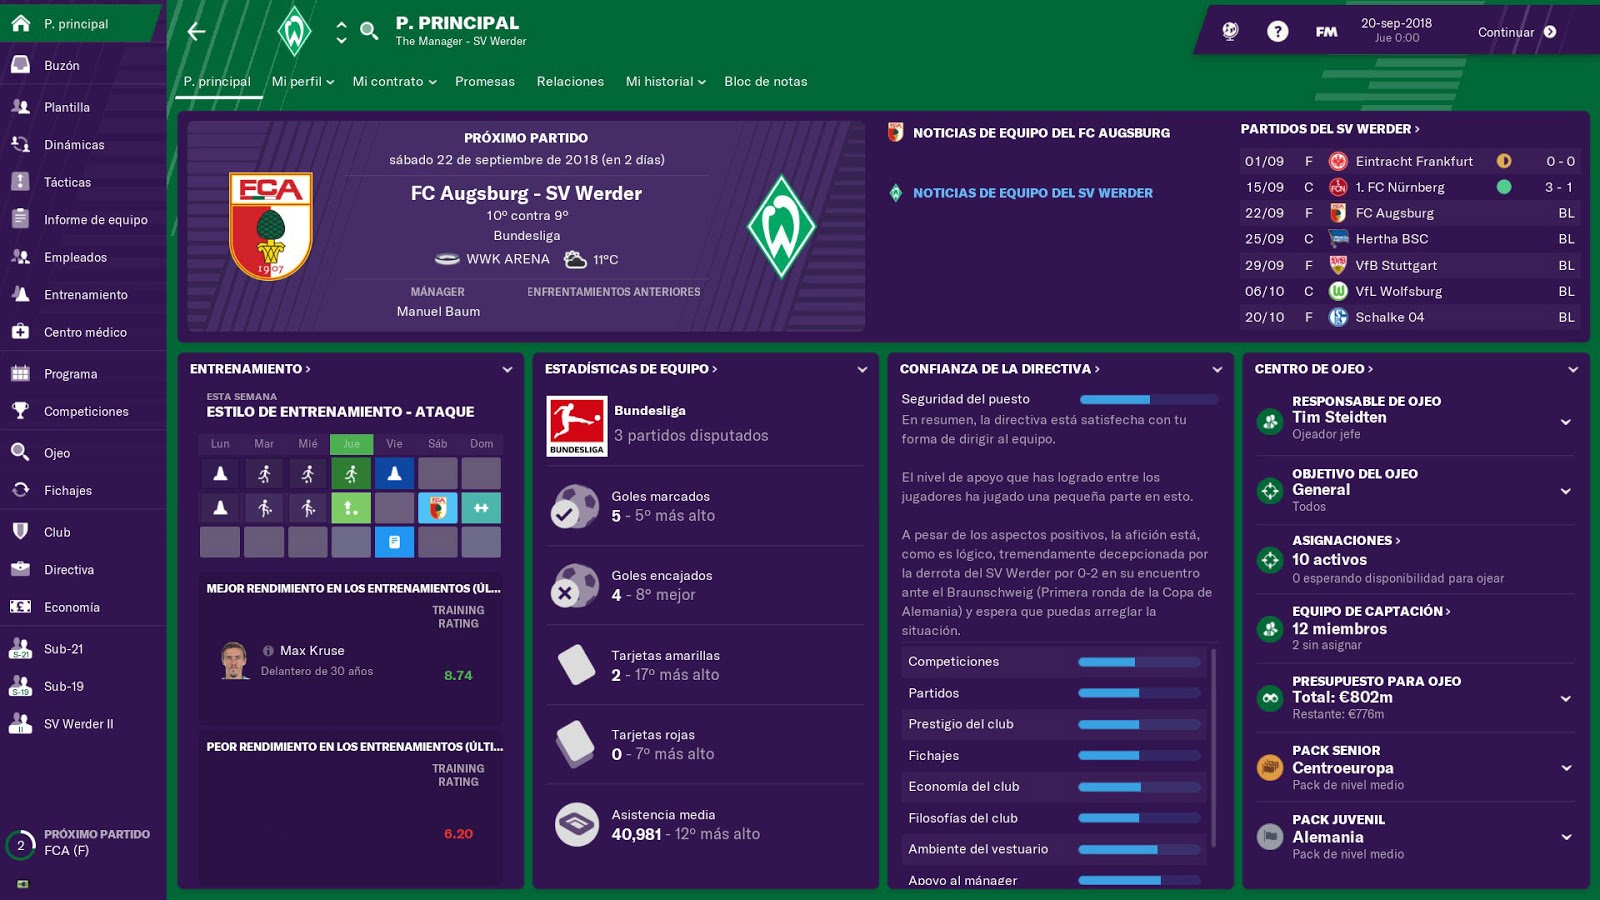 P. principal
Buzón
Plantilla
Dinámicas
Tácticas
Informe de equipo
Empleados
Entrenamiento
Centro médico
Programa
Competiciones
Ojeo
Fichajes
Club
Directiva
Economía
S-21
Sub-21
S-19
Sub-19
II
SV Werder II
2
PRÓXIMO PARTIDO
FCA (F)
P. PRINCIPAL
The Manager - SV Werder
FM
20-sep-2018
Jue 0:00
Continuar
P. principal
Mi perfil
Mi contrato
Promesas
Relaciones
Mi historial
Bloc de notas
PRÓXIMO PARTIDO
sábado 22 de septiembre de 2018 (en 2 días)
FCA
1907
FC Augsburg - SV Werder
10º contra 9º
Bundesliga
WWK ARENA 11°C
MÁNAGER
Manuel Baum
ENFRENTAMIENTOS ANTERIORES
NOTICIAS DE EQUIPO DEL FC AUGSBURG
NOTICIAS DE EQUIPO DEL SV WERDER
PARTIDOS DEL SV WERDER >
01/09 F Eintracht Frankfurt 0 - 0
15/09 C 1. FC Nürnberg 3 - 1
22/09 F FC Augsburg BL
25/09 C Hertha BSC BL
29/09 F VfB Stuttgart BL
06/10 C VfL Wolfsburg BL
20/10 F Schalke 04 BL
ENTRENAMIENTO >
ESTA SEMANA
ESTILO DE ENTRENAMIENTO - ATAQUE
Lun Mar Mié Jue Vie Sáb Dom
MEJOR RENDIMIENTO EN LOS ENTRENAMIENTOS (ÚL...
TRAINING
RATING
Max Kruse
Delantero de 30 años
8.74
PEOR RENDIMIENTO EN LOS ENTRENAMIENTOS (ÚLTI...
TRAINING
RATING
6.20
ESTADÍSTICAS DE EQUIPO >
BUNDESLIGA
Bundesliga
3 partidos disputados
Goles marcados
5 - 5º más alto
Goles encajados
4 - 8º mejor
Tarjetas amarillas
2 - 17º más alto
Tarjetas rojas
0 - 7º más alto
Asistencia media
40,981 - 12º más alto
CONFIANZA DE LA DIRECTIVA >
Seguridad del puesto
En resumen, la directiva está satisfecha con tu
forma de dirigir al equipo.
El nivel de apoyo que has logrado entre los
jugadores ha jugado una pequeña parte en esto.
A pesar de los aspectos positivos, la afición está,
como es lógico, tremendamente decepcionada por
la derrota del SV Werder por 0-2 en su encuentro
ante el Braunschweig (Primera ronda de la Copa de
Alemania) y espera que puedas arreglar la
situación.
Competiciones
Partidos
Prestigio del club
Fichajes
Economía del club
Filosofías del club
Ambiente del vestuario
Apoyo al mánager
CENTRO DE OJEO >
RESPONSABLE DE OJEO
Tim Steidten
Ojeador jefe
OBJETIVO DEL OJEO
General
Todos
ASIGNACIONES >
10 activos
0 esperando disponibilidad para ojear
EQUIPO DE CAPTACIÓN >
12 miembros
2 sin asignar
PRESUPUESTO PARA OJEO
Total: €802m
Restante: €776m
PACK SENIOR
Centroeuropa
Pack de nivel medio
PACK JUVENIL
Alemania
Pack de nivel medio